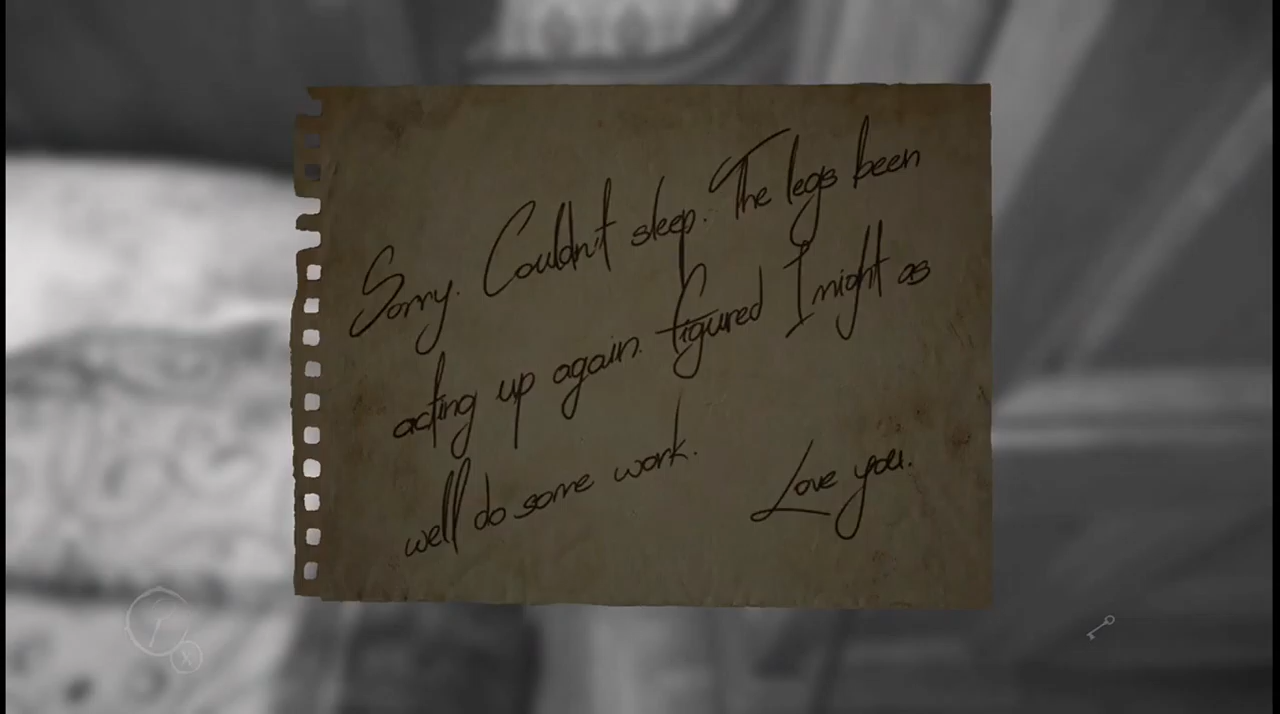 Sorry. Couldn't sleep. The legs been
acting up again. figured I might as
well do some work.
Love you.